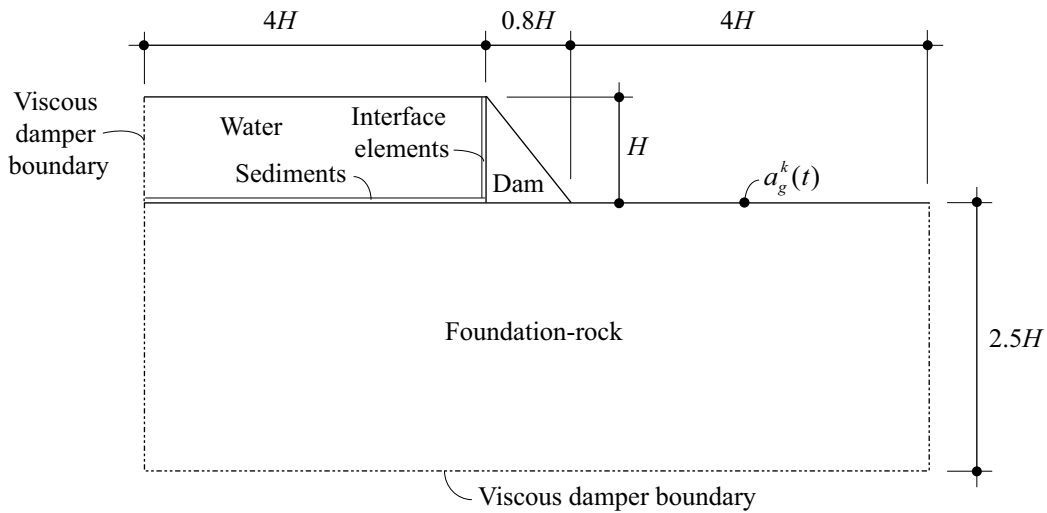 4H
0.8H
4H
Viscous
damper
boundary
Water
Interface
elements
Sediments
Dam
H
a_g^k(t)
Foundation-rock
2.5H
Viscous damper boundary